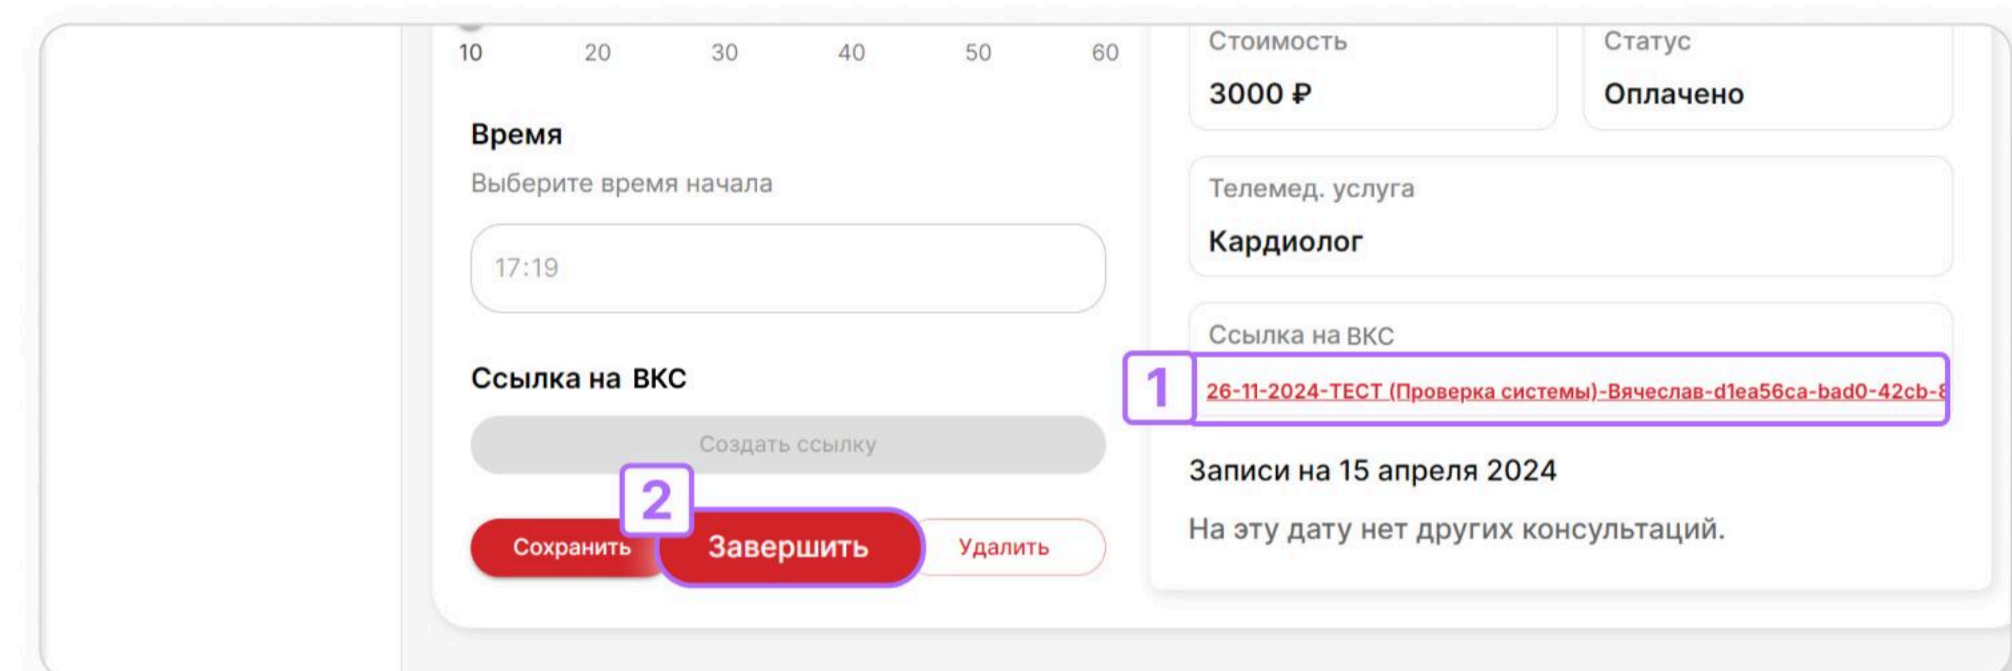 10 20 30 40 50 60
Время
Выберите время начала
17:19
Ссылка на ВКС
Создать ссылку
2
Сохранить Завершить Удалить
Стоимость
3000 ₽
Статус
Оплачено
Телемед. услуга
Кардиолог
Ссылка на ВКС
1
26-11-2024-ТЕСТ (Проверка системы)-Вячеслав-d1ea56ca-bad0-42cb-8
Записи на 15 апреля 2024
На эту дату нет других консультаций.